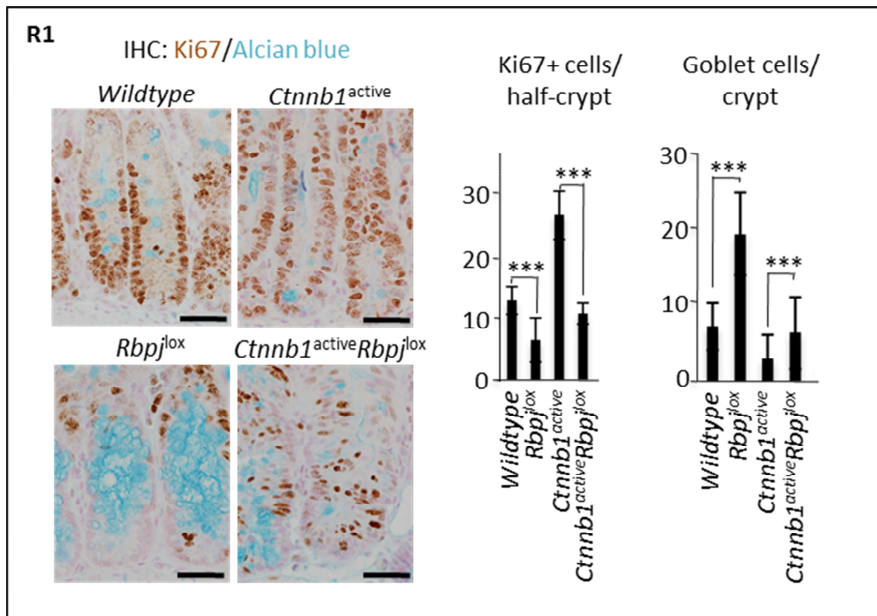 R1
IHC: Ki67/Alcian blue
Wildtype
Ctnnb1active
Rbpjlox
Ctnnb1activeRbpjlox
Ki67+ cells/
half-crypt
30
20
10
0
***
***
Wildtype
Rbpjlox
Ctnnb1active
Ctnnb1activeRbpjlox
Goblet cells/
crypt
30
20
10
0
***
***
Wildtype
Rbpjlox
Ctnnb1active
Ctnnb1activeRbpjlox